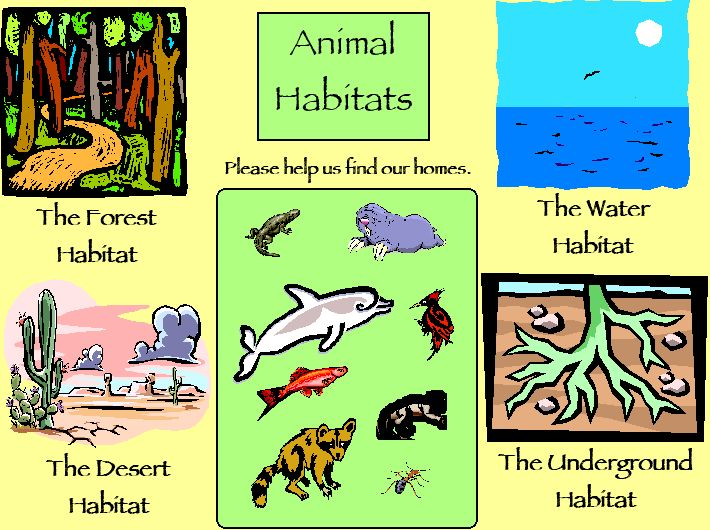 Animal
Habitats
Please help us find our homes.
The Forest
Habitat
The Water
Habitat
The Desert
Habitat
The Underground
Habitat